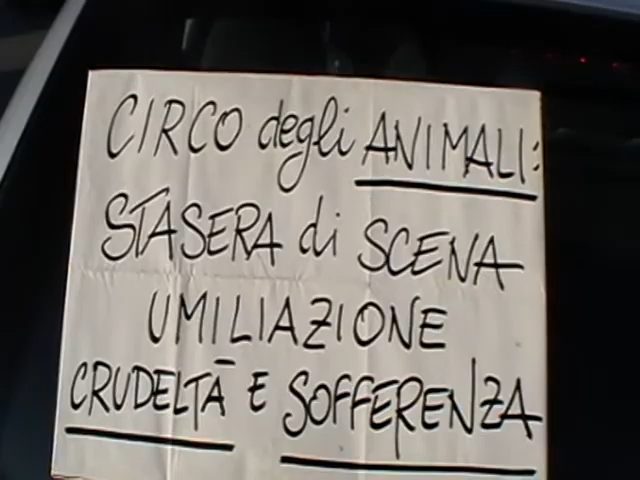 CIRCO degli ANIMALI:
STASERA di SCENA
UMILIAZIONE
CRUDELTÀ E SOFFERENZA